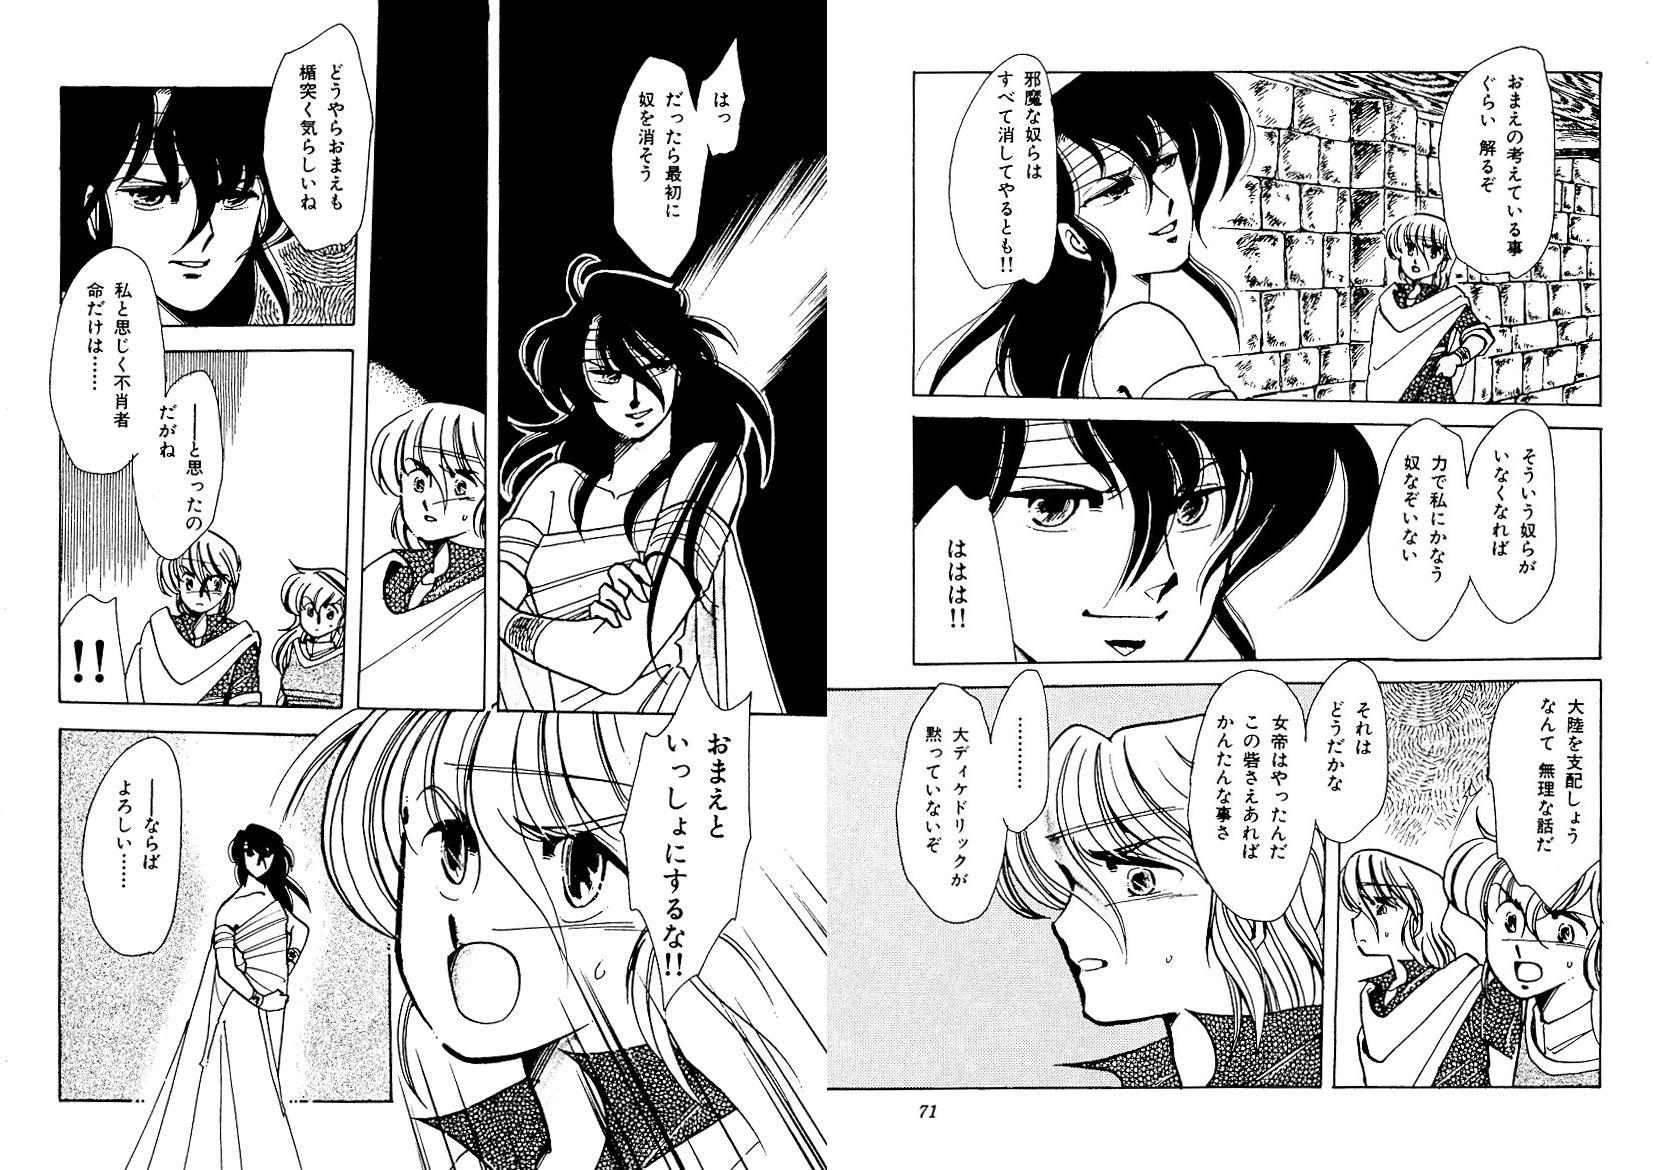 おまえの考えている事
ぐらい 解るぞ
邪魔な奴らは
すべて消してやるとも!!
そういう奴らが
いなくなれば
力で私にかなう
奴なぞいない
はははは!!
大陸を支配しょう
なんて 無理な話だ
それは
どうだかな
女帝はやったんだ
この砦さえあれば
かんたんな事さ
…………
大ディケドリックが
黙っていないぞ
71
はっ
だったら最初に
奴を消そう
どうやらおまえも
楯突く気らしいね
私と思じく不肖者
命だけは……
──と思ったの
だがね
!!
おまえと
いっしょにするな!!
──ならば
よろしい……